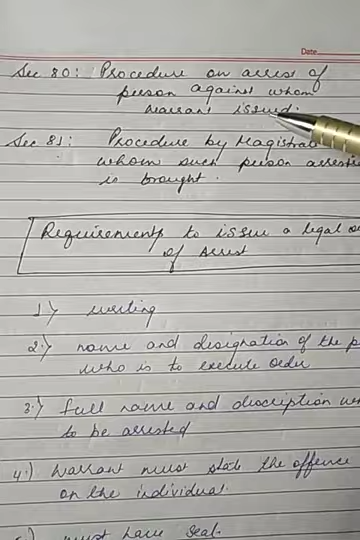 Date
Sec 80: Procedure on arrest of
person against whom
warrant issued.
Sec 81: Procedure by Magistrate
whom such person arrested
is brought.
Requirements to issue a legal
of arrest
1.) writing
2.) name and designation of the
who is to execute order
3.) full name and description
to be arrested
4.) warrant must state the offence
on the individual.
must have seal.